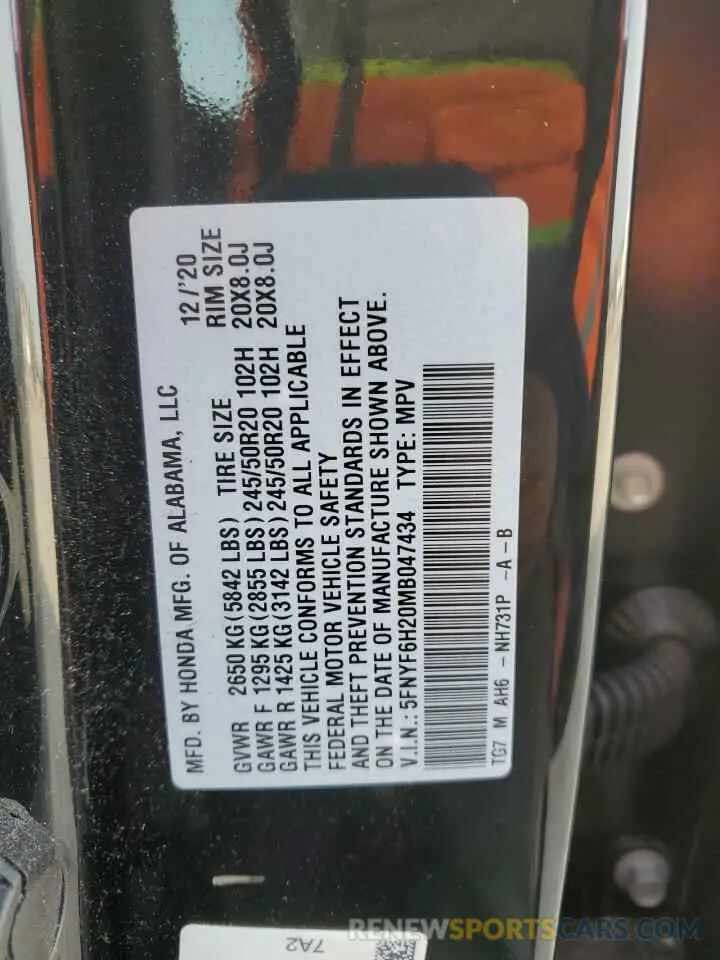 MFD. BY HONDA MFG. OF ALABAMA, LLC 12/'20
GVWR 2650 KG (5842 LBS) TIRE SIZE RIM SIZE
GAWR F 1295 KG (2855 LBS) 245/50R20 102H 20X8.0J
GAWR R 1425 KG (3142 LBS) 245/50R20 102H 20X8.0J
THIS VEHICLE CONFORMS TO ALL APPLICABLE
FEDERAL MOTOR VEHICLE SAFETY
AND THEFT PREVENTION STANDARDS IN EFFECT
ON THE DATE OF MANUFACTURE SHOWN ABOVE.
V.I.N.: 5FNYF6H20MB047434 TYPE: MPV
TG7 M AH6 - NH731P -A-B
7A2
RENEWSPORTSCARS.COM